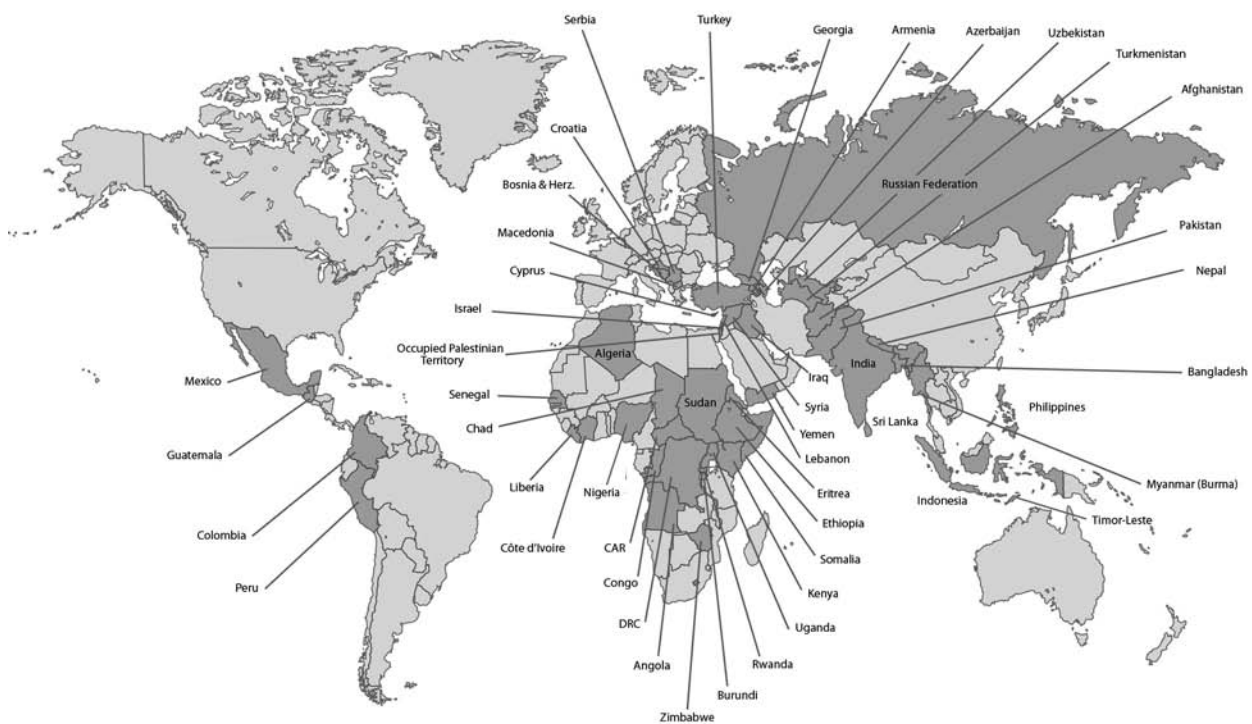 Serbia
Turkey
Georgia
Armenia
Azerbaijan
Uzbekistan
Turkmenistan
Afghanistan
Croatia
Bosnia & Herz.
Russian Federation
Macedonia
Pakistan
Cyprus
Nepal
Israel
Occupied Palestinian
Territory
Algeria
India
Mexico
Iraq
Bangladesh
Senegal
Sudan
Syria
Philippines
Chad
Sri Lanka
Yemen
Guatemala
Lebanon
Liberia
Nigeria
Myanmar (Burma)
Eritrea
Indonesia
Colombia
Ethiopia
Timor-Leste
Côte d'Ivoire
CAR
Somalia
Peru
Congo
Kenya
DRC
Uganda
Angola
Rwanda
Burundi
Zimbabwe